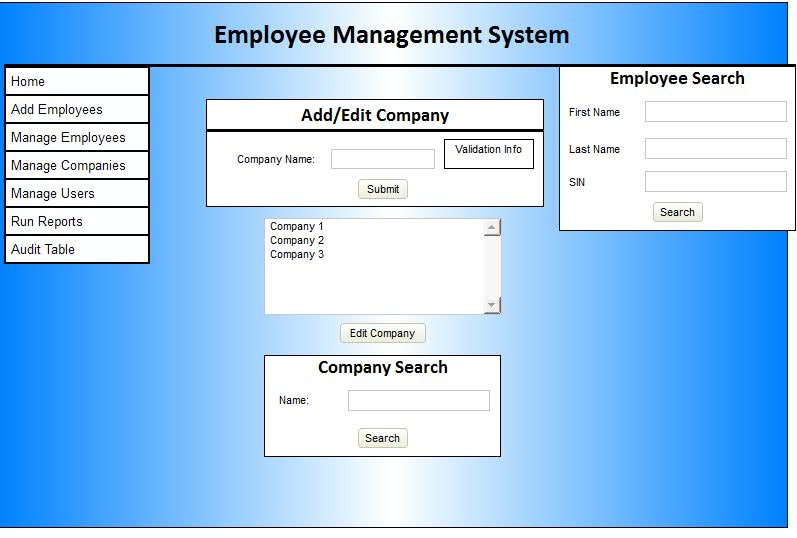 Employee Management System
Home
Add Employees
Manage Employees
Manage Companies
Manage Users
Run Reports
Audit Table
Add/Edit Company
Company Name:
Validation Info
Submit
Company 1
Company 2
Company 3
Edit Company
Company Search
Name:
Search
Employee Search
First Name
Last Name
SIN
Search